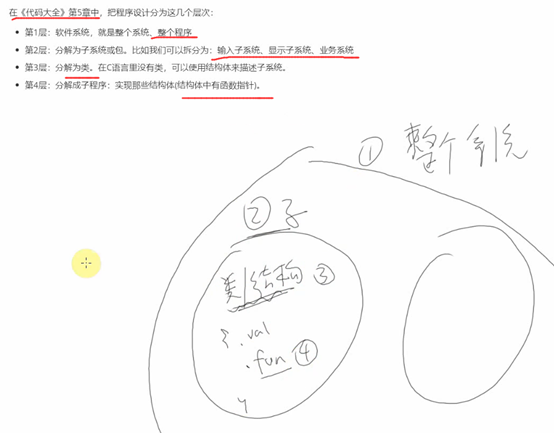 在《代码大全》第5章中，把程序设计分为这几个层次：
• 第1层：软件系统，就是整个系统、整个程序
• 第2层：分解为子系统或包。比如我们可以拆分为：输入子系统、显示子系统、业务系统
• 第3层：分解为类。在C语言里没有类，可以使用结构体来描述子系统。
• 第4层：分解成子程序：实现那些结构体(结构体中有函数指针)。
① 整个系统
② 子
类/结构 ③
{ .val
.fun ④